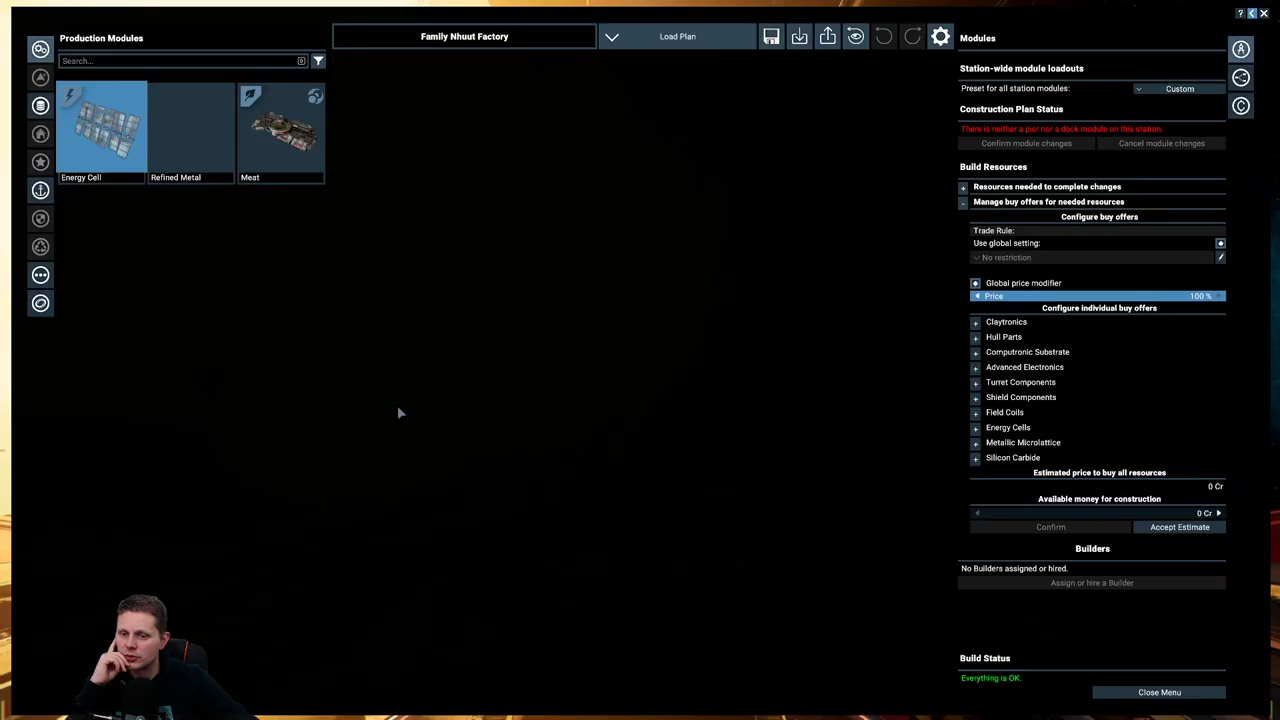 Production Modules
Search...
Energy Cell
Refined Metal
Meat
Family Nhuut Factory
Load Plan
?
Modules
Station-wide module loadouts
Preset for all station modules: Custom
Construction Plan Status
There is neither a pier nor a dock module on this station.
Confirm module changes Cancel module changes
Build Resources
+ Resources needed to complete changes
- Manage buy offers for needed resources
Configure buy offers
Trade Rule:
Use global setting:
No restriction
Global price modifier
Price 100 %
Configure individual buy offers
+ Claytronics
+ Hull Parts
+ Computronic Substrate
+ Advanced Electronics
+ Turret Components
+ Shield Components
+ Field Coils
+ Energy Cells
+ Metallic Microlattice
+ Silicon Carbide
Estimated price to buy all resources
0 Cr
Available money for construction
0 Cr
Confirm Accept Estimate
Builders
No Builders assigned or hired.
Assign or hire a Builder
Build Status
Everything is OK.
Close Menu